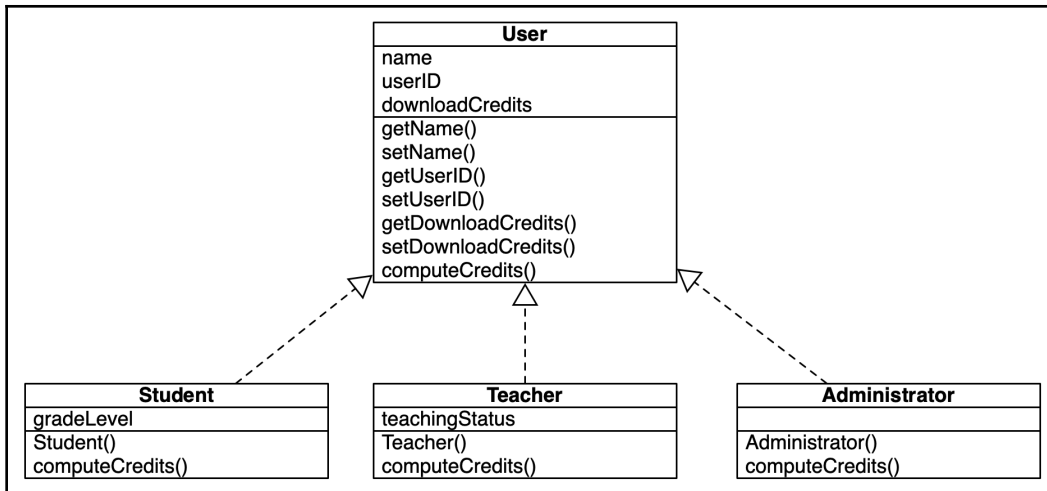 User
name
userID
downloadCredits
getName()
setName()
getUserID()
setUserID()
getDownloadCredits()
setDownloadCredits()
computeCredits()
Student
gradeLevel
Student()
computeCredits()
Teacher
teachingStatus
Teacher()
computeCredits()
Administrator
Administrator()
computeCredits()